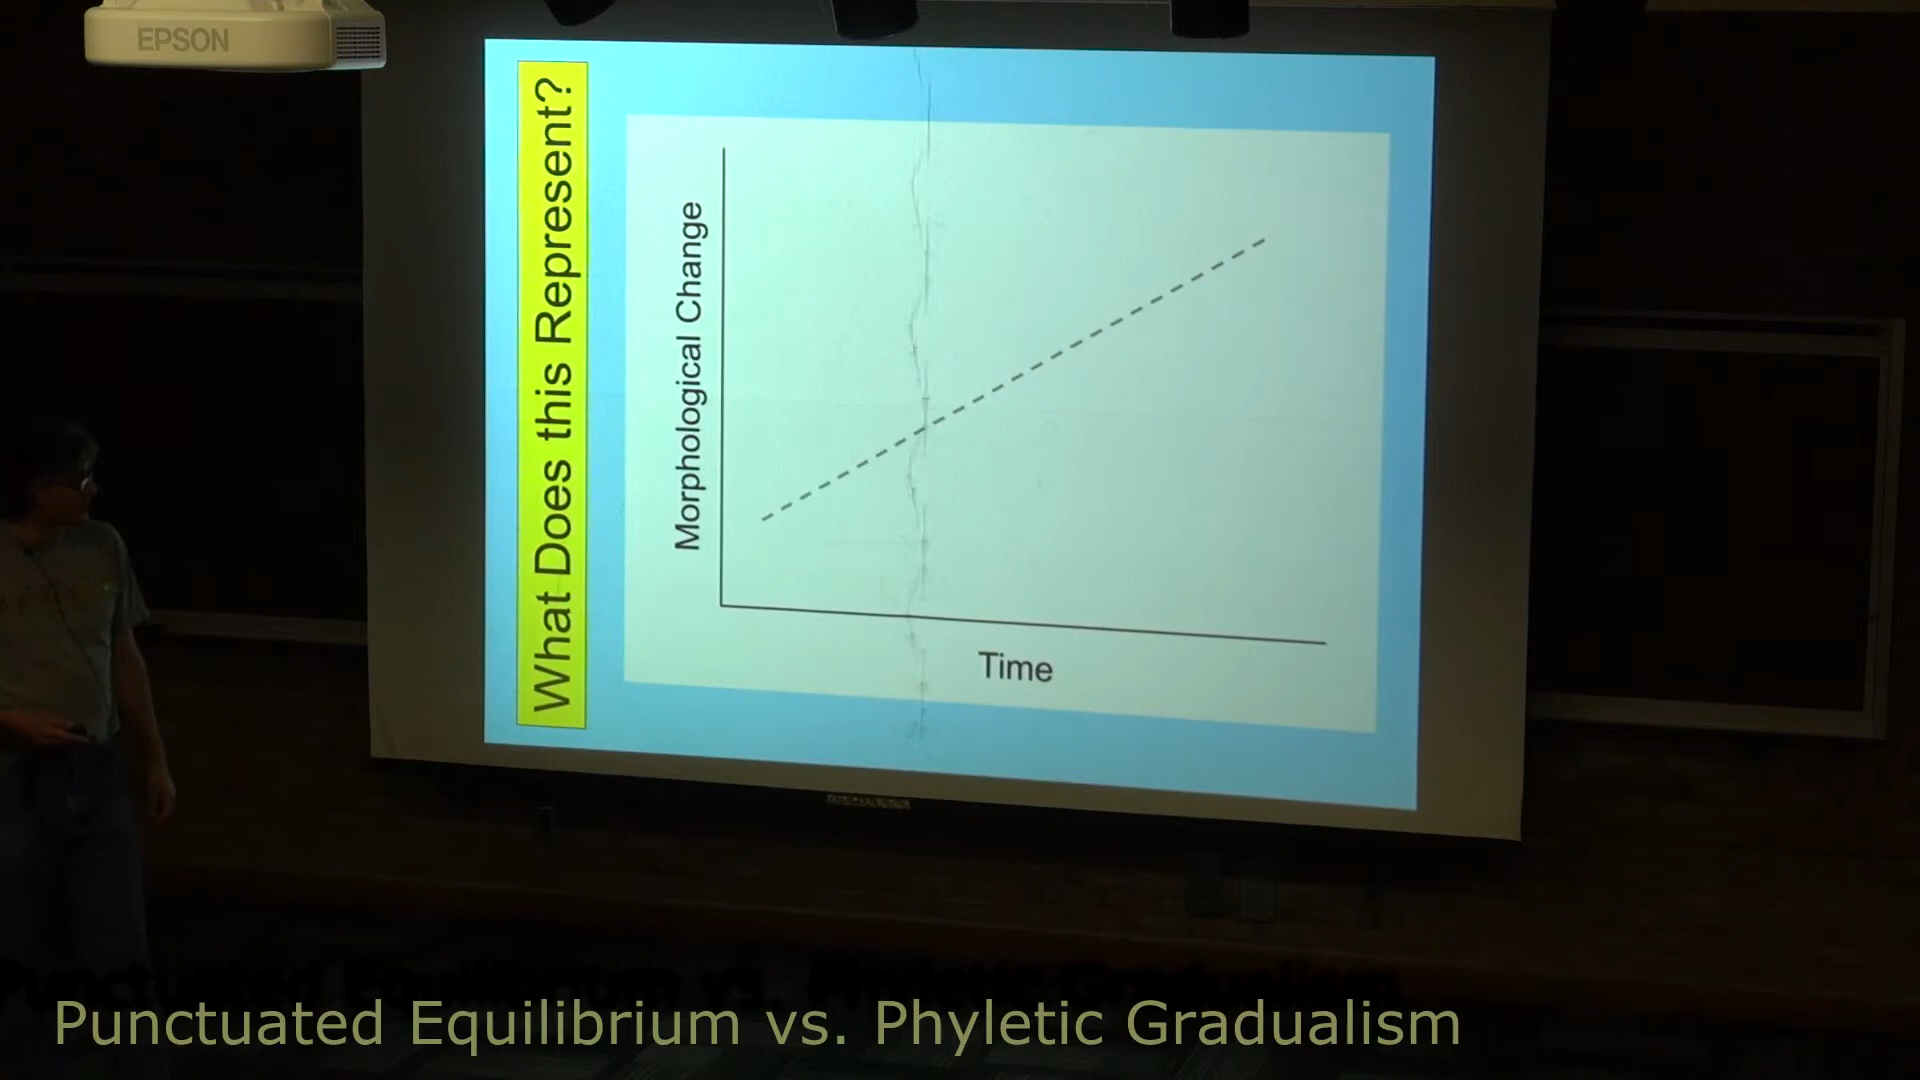 EPSON
What Does this Represent?
Morphological Change
Time
Punctuated Equilibrium vs. Phyletic Gradualism